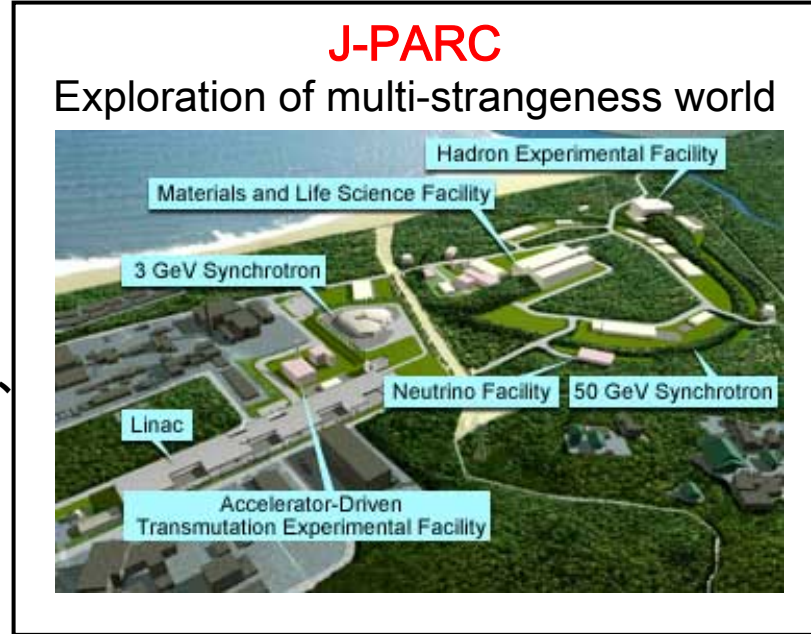 J-PARC
Exploration of multi-strangeness world
Hadron Experimental Facility
Materials and Life Science Facility
3 GeV Synchrotron
Neutrino Facility
50 GeV Synchrotron
Linac
Accelerator-Driven
Transmutation Experimental Facility